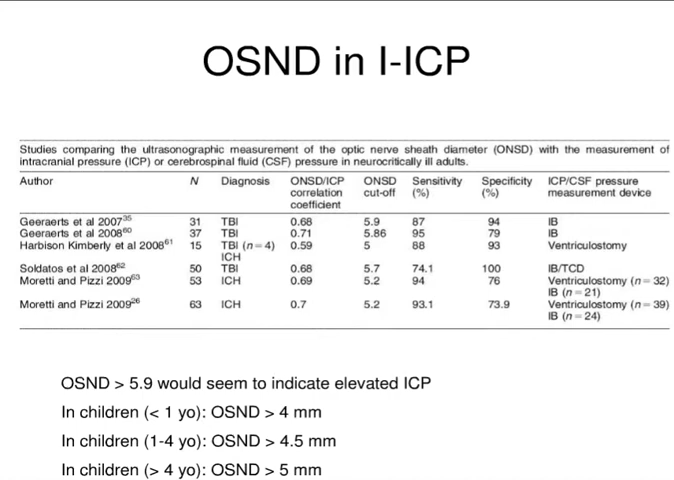 OSND in I-ICP
Studies comparing the ultrasonographic measurement of the optic nerve sheath diameter (ONSD) with the measurement of
intracranial pressure (ICP) or cerebrospinal fluid (CSF) pressure in neurocritically ill adults.
Author N Diagnosis ONSD/ICP ONSD Sensitivity Specificity ICP/CSF pressure
correlation cut-off (%) (%) measurement device
coefficient
Geeraerts et al 2007³⁵ 31 TBI 0.68 5.9 87 94 IB
Geeraerts et al 2008⁶⁰ 37 TBI 0.71 5.86 95 79 IB
Harbison Kimberly et al 2008⁶¹ 15 TBI (n=4) 0.59 5 88 93 Ventriculostomy
ICH
Soldatos et al 2008⁶² 50 TBI 0.68 5.7 74.1 100 IB/TCD
Moretti and Pizzi 2009⁶³ 53 ICH 0.69 5.2 94 76 Ventriculostomy (n=32)
IB (n=21)
Moretti and Pizzi 2009²⁶ 63 ICH 0.7 5.2 93.1 73.9 Ventriculostomy (n=39)
IB (n=24)
OSND > 5.9 would seem to indicate elevated ICP
In children (< 1 yo): OSND > 4 mm
In children (1-4 yo): OSND > 4.5 mm
In children (> 4 yo): OSND > 5 mm